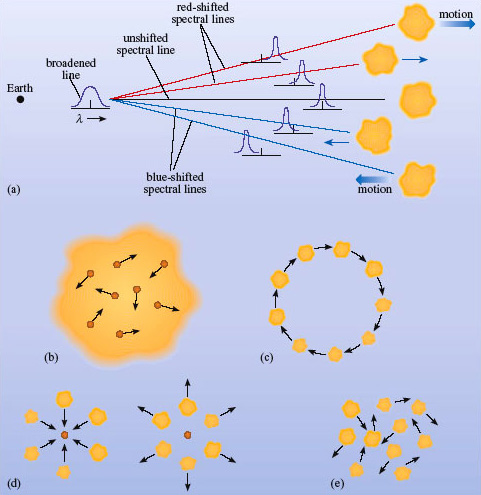 red-shifted
spectral lines
motion
unshifted
spectral line
broadened
line
Earth
λ
blue-shifted
spectral lines
motion
(a)
(b)
(c)
(d)
(e)